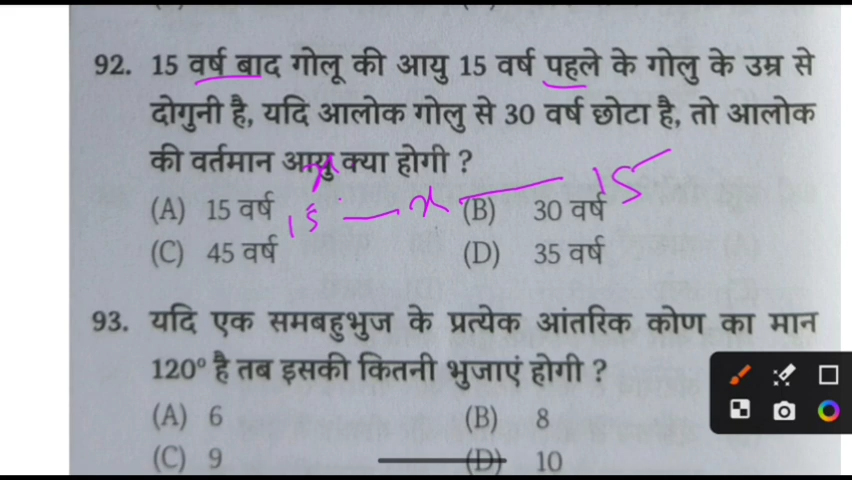 92. 15 वर्ष बाद गोलू की आयु 15 वर्ष पहले के गोलु के उम्र से
दोगुनी है, यदि आलोक गोलु से 30 वर्ष छोटा है, तो आलोक
की वर्तमान आयु क्या होगी ?
x
15 — x — 15
(A) 15 वर्ष (B) 30 वर्ष
(C) 45 वर्ष (D) 35 वर्ष
93. यदि एक समबहुभुज के प्रत्येक आंतरिक कोण का मान
120° है तब इसकी कितनी भुजाएं होगी ?
(A) 6 (B) 8
(C) 9 (D) 10